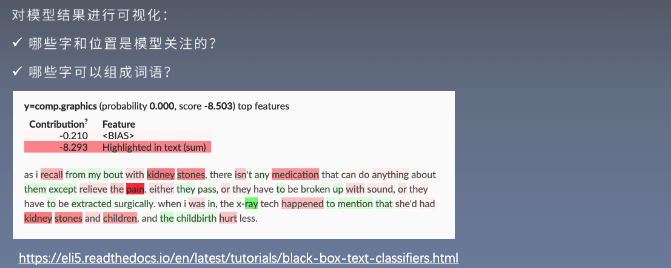 对模型结果进行可视化：
✓ 哪些字和位置是模型关注的？
✓ 哪些字可以组成词语？
y=comp.graphics (probability 0.000, score -8.503) top features
Contribution? Feature
-0.210 <BIAS>
-8.293 Highlighted in text (sum)
as i recall from my bout with kidney stones, there isn't any medication that can do anything about
them except relieve the pain. either they pass, or they have to be broken up with sound, or they
have to be extracted surgically. when i was in, the x-ray tech happened to mention that she'd had
kidney stones and children, and the childbirth hurt less.
https://eli5.readthedocs.io/en/latest/tutorials/black-box-text-classifiers.html